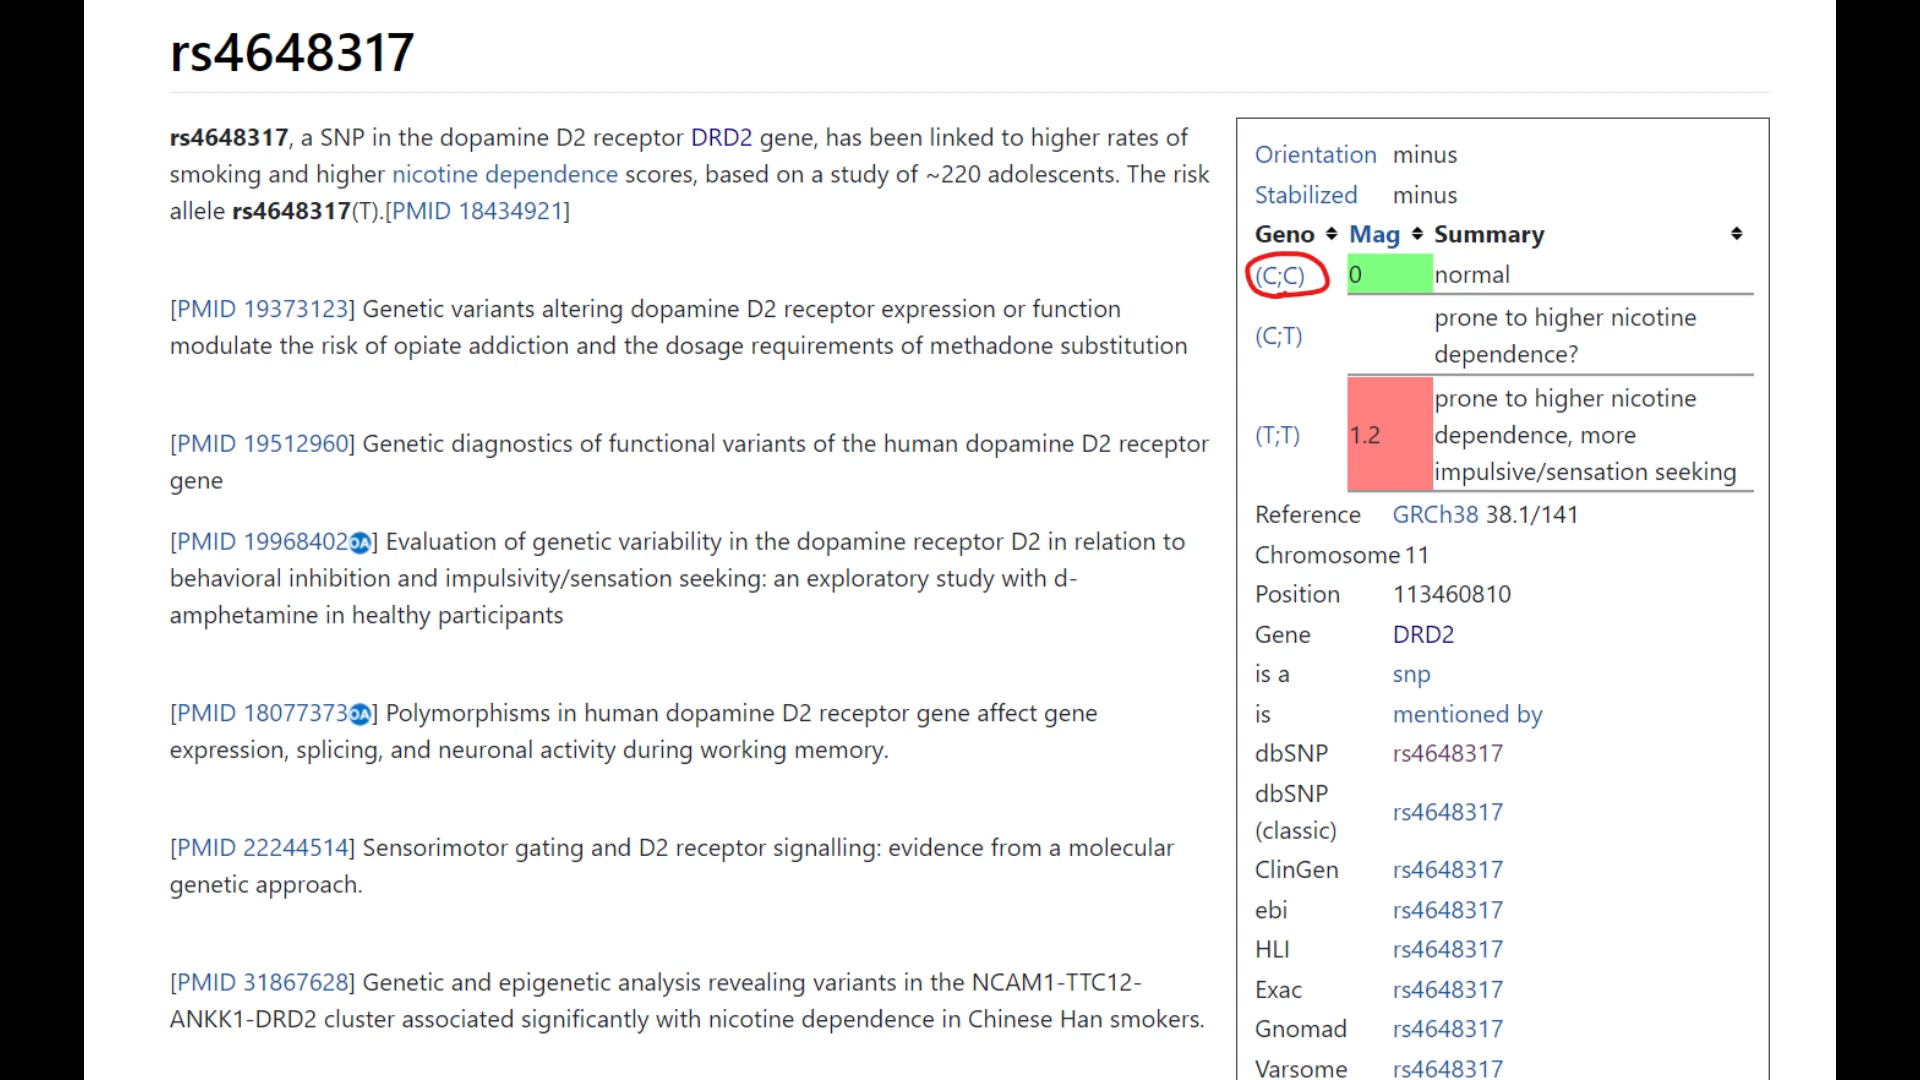 rs4648317
rs4648317, a SNP in the dopamine D2 receptor DRD2 gene, has been linked to higher rates of
smoking and higher nicotine dependence scores, based on a study of ~220 adolescents. The risk
allele rs4648317(T).[PMID 18434921]
[PMID 19373123] Genetic variants altering dopamine D2 receptor expression or function
modulate the risk of opiate addiction and the dosage requirements of methadone substitution
[PMID 19512960] Genetic diagnostics of functional variants of the human dopamine D2 receptor
gene
[PMID 19968402OA] Evaluation of genetic variability in the dopamine receptor D2 in relation to
behavioral inhibition and impulsivity/sensation seeking: an exploratory study with d-
amphetamine in healthy participants
[PMID 18077373OA] Polymorphisms in human dopamine D2 receptor gene affect gene
expression, splicing, and neuronal activity during working memory.
[PMID 22244514] Sensorimotor gating and D2 receptor signalling: evidence from a molecular
genetic approach.
[PMID 31867628] Genetic and epigenetic analysis revealing variants in the NCAM1-TTC12-
ANKK1-DRD2 cluster associated significantly with nicotine dependence in Chinese Han smokers.
Orientation minus
Stabilized minus
Geno Mag Summary
(C;C) 0 normal
(C;T) prone to higher nicotine
dependence?
(T;T) 1.2 prone to higher nicotine
dependence, more
impulsive/sensation seeking
Reference GRCh38 38.1/141
Chromosome 11
Position 113460810
Gene DRD2
is a snp
is mentioned by
dbSNP rs4648317
dbSNP
(classic) rs4648317
ClinGen rs4648317
ebi rs4648317
HLI rs4648317
Exac rs4648317
Gnomad rs4648317
Varsome rs4648317